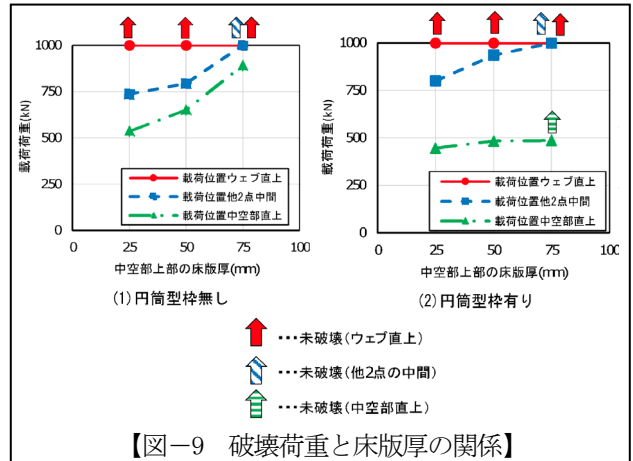 1000
750
500
250
0
載荷荷重(kN)
載荷位置ウェブ直上
載荷位置他2点中間
載荷位置中空部直上
0 25 50 75 100
中空部上部の床版厚(mm)
(1)円筒型枠無し
1000
750
500
250
0
載荷荷重(kN)
載荷位置ウェブ直上
載荷位置他2点中間
載荷位置中空部直上
0 25 50 75 100
中空部上部の床版厚(mm)
(2)円筒型枠有り
…未破壊(ウェブ直上)
…未破壊(他2点の中間)
…未破壊(中空部直上)
【図－9 破壊荷重と床版厚の関係】